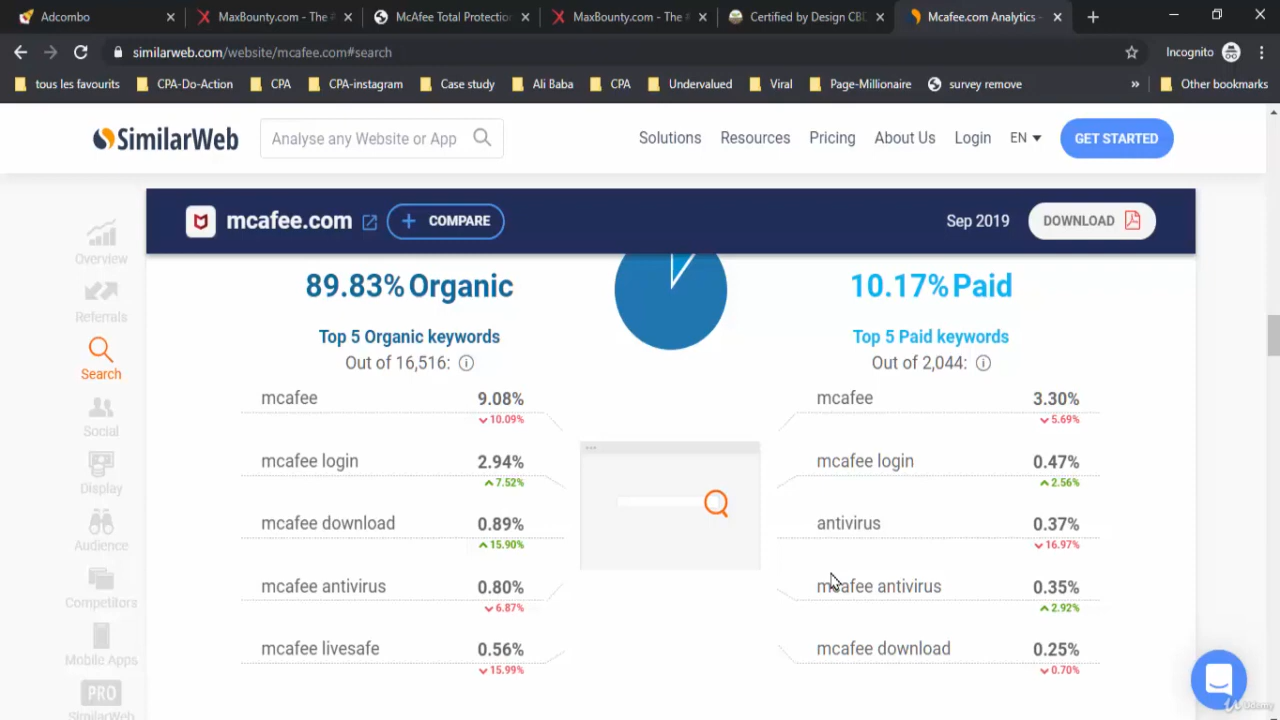 Adcombo
MaxBounty.com - The #
McAfee Total Protection
MaxBounty.com - The #
Certified by Design CBD
Mcafee.com Analytics -
similarweb.com/website/mcafee.com#search
Incognito
tous les favourits
CPA-Do-Action
CPA
CPA-instagram
Case study
Ali Baba
CPA
Undervalued
Viral
Page-Millionaire
survey remove
»
Other bookmarks
SimilarWeb
Analyse any Website or App
Solutions
Resources
Pricing
About Us
Login
EN
GET STARTED
mcafee.com
+ COMPARE
Sep 2019
DOWNLOAD
Overview
Referrals
Search
Social
Display
Audience
Competitors
Mobile Apps
PRO
SimilarWeb
89.83% Organic
Top 5 Organic keywords
Out of 16,516:
mcafee 9.08%
10.09%
mcafee login 2.94%
7.52%
mcafee download 0.89%
15.90%
mcafee antivirus 0.80%
6.87%
mcafee livesafe 0.56%
15.99%
10.17% Paid
Top 5 Paid keywords
Out of 2,044:
mcafee 3.30%
5.69%
mcafee login 0.47%
2.56%
antivirus 0.37%
16.97%
mcafee antivirus 0.35%
2.92%
mcafee download 0.25%
0.70%
Udemy